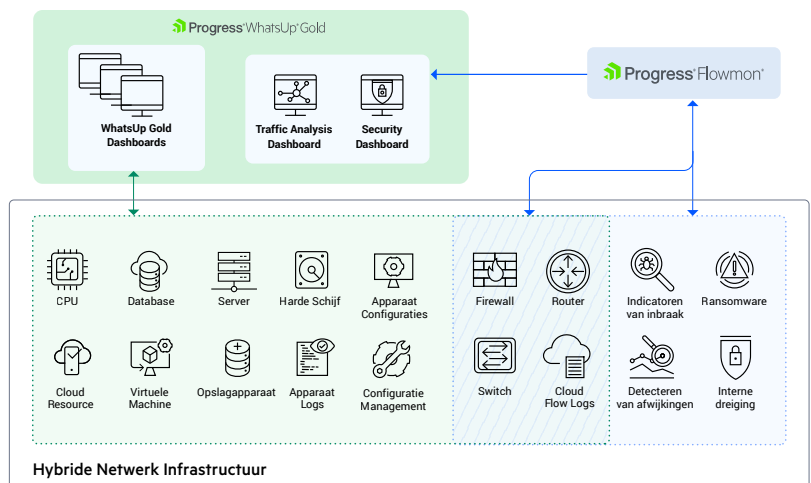 Progress® WhatsUp® Gold
WhatsUp Gold
Dashboards
Traffic Analysis
Dashboard
Security
Dashboard
Progress® Flowmon®
CPU
Database
Server
Harde Schijf
Apparaat
Configuraties
Firewall
Router
Indicatoren
van inbraak
Ransomware
Cloud
Resource
Virtuele
Machine
Opslagapparaat
Apparaat
Logs
Configuratie
Management
Switch
Cloud
Flow Logs
Detecteren
van afwijkingen
Interne
dreiging
Hybride Netwerk Infrastructuur